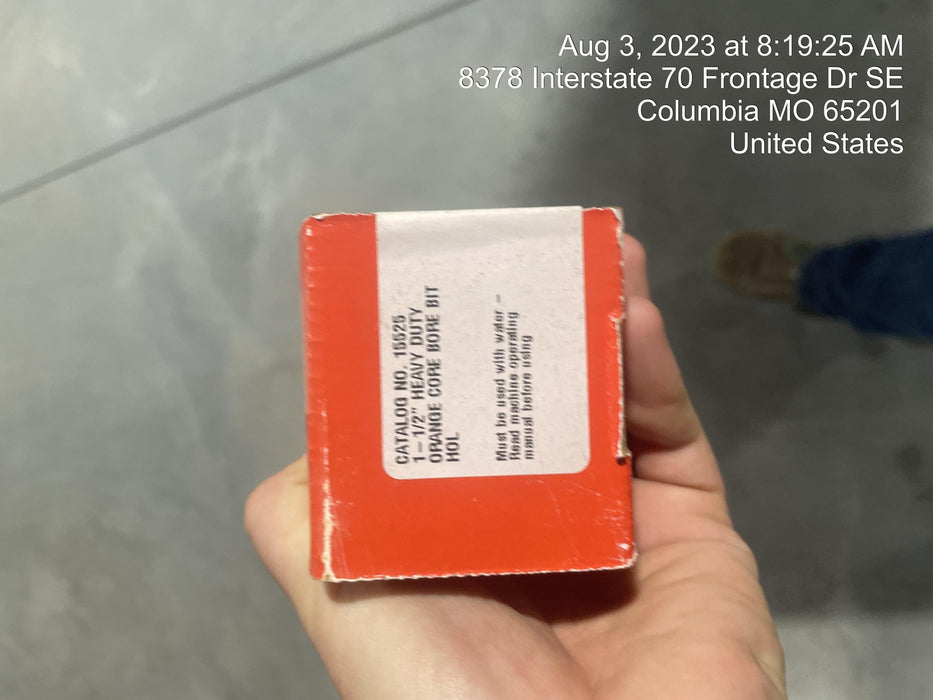 Aug 3, 2023 at 8:19:25 AM
8378 Interstate 70 Frontage Dr SE
Columbia MO 65201
United States
CATALOG NO. 15525
1-1/2" HEAVY DUTY
ORANGE CORE BORE BIT
HOL
Must be used with water –
Read machine operating
manual before using